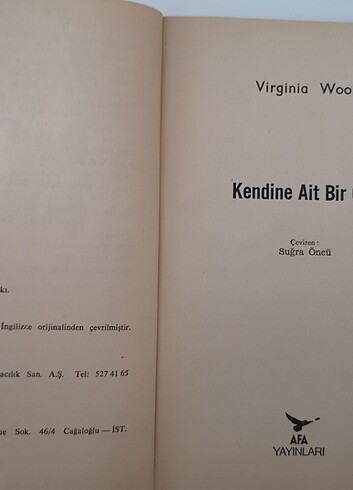 kı.
İngilizce orijinalinden çevrilmiştir.
acılık San. A.Ş. Tel: 527 41 65
ne Sok. 46/4 Cağaloğlu — İST.
Virginia Woo
Kendine Ait Bir
Çeviren :
Suğra Öncü
AFA
YAYINLARI